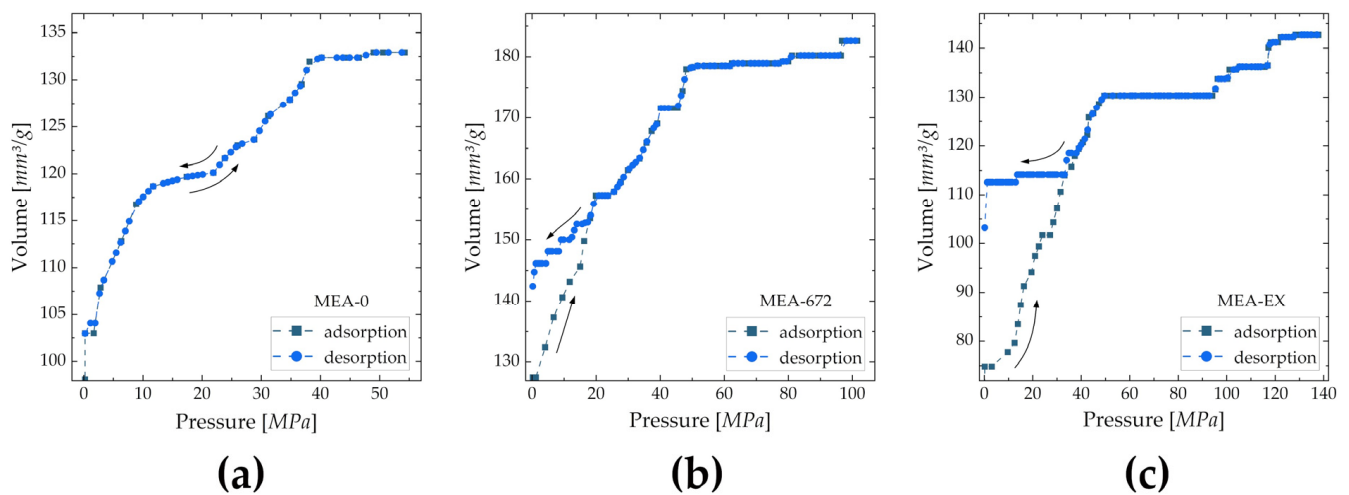 135
130
125
120
115
110
105
100
Volume [mm³/g]
MEA-0
adsorption
desorption
0
10
20
30
40
50
Pressure [MPa]
(a)
180
170
160
150
140
130
Volume [mm³/g]
MEA-672
adsorption
desorption
0
20
40
60
80
100
Pressure [MPa]
(b)
140
130
120
110
100
90
80
Volume [mm³/g]
MEA-EX
adsorption
desorption
0
20
40
60
80
100
120
140
Pressure [MPa]
(c)